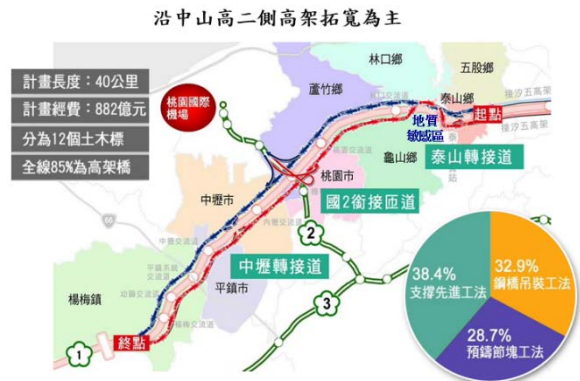 沿中山高二側高架拓寬為主
計畫長度：40公里
計畫經費：882億元
分為12個土木標
全線85%為高架橋
桃園國際
機場
蘆竹鄉
林口鄉
五股鄉
泰山鄉
起點
地質
敏感區
泰山轉接道
龜山鄉
桃園市
國2銜接匝道
中壢市
2
中壢轉接道
平鎮市
3
楊梅鎮
終點
1
66
38.4%
支撐先進工法
32.9%
鋼橋吊裝工法
28.7%
預鑄節塊工法